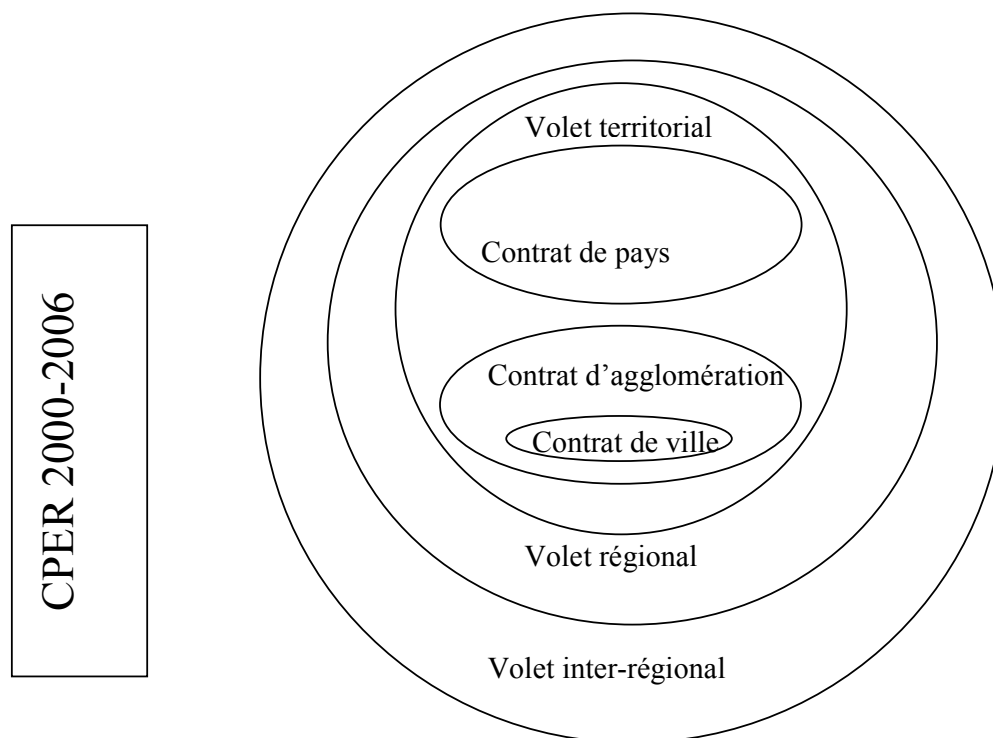 CPER 2000-2006
Volet territorial
Contrat de pays
Contrat d’agglomération
Contrat de ville
Volet régional
Volet inter-régional